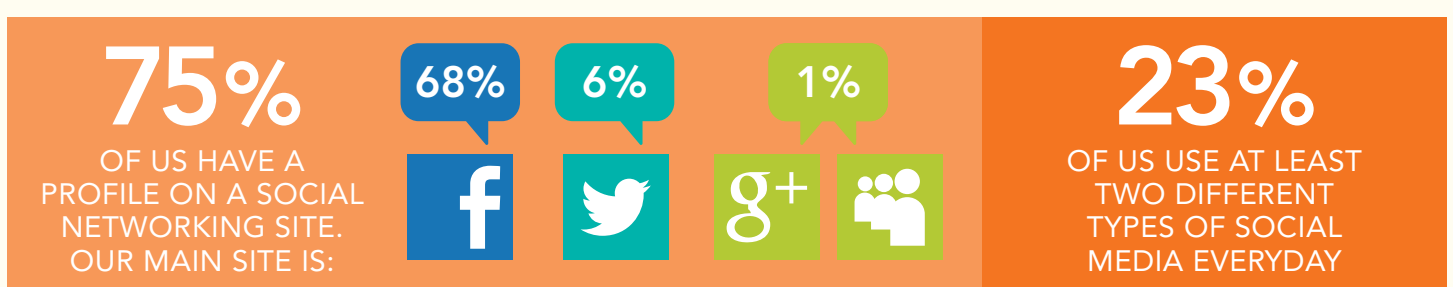 75%
OF US HAVE A
PROFILE ON A SOCIAL
NETWORKING SITE.
OUR MAIN SITE IS:
68%
6%
1%
f
g+
23%
OF US USE AT LEAST
TWO DIFFERENT
TYPES OF SOCIAL
MEDIA EVERYDAY